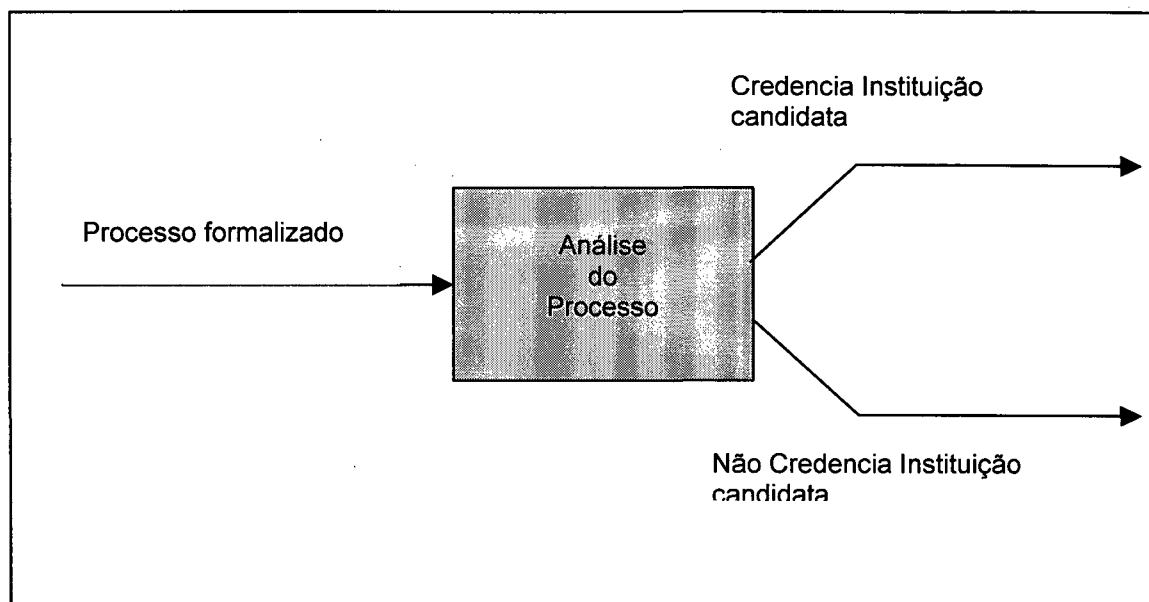 Credencia Instituição
candidata
Processo formalizado
Análise
do
Processo
Não Credencia Instituição
candidata